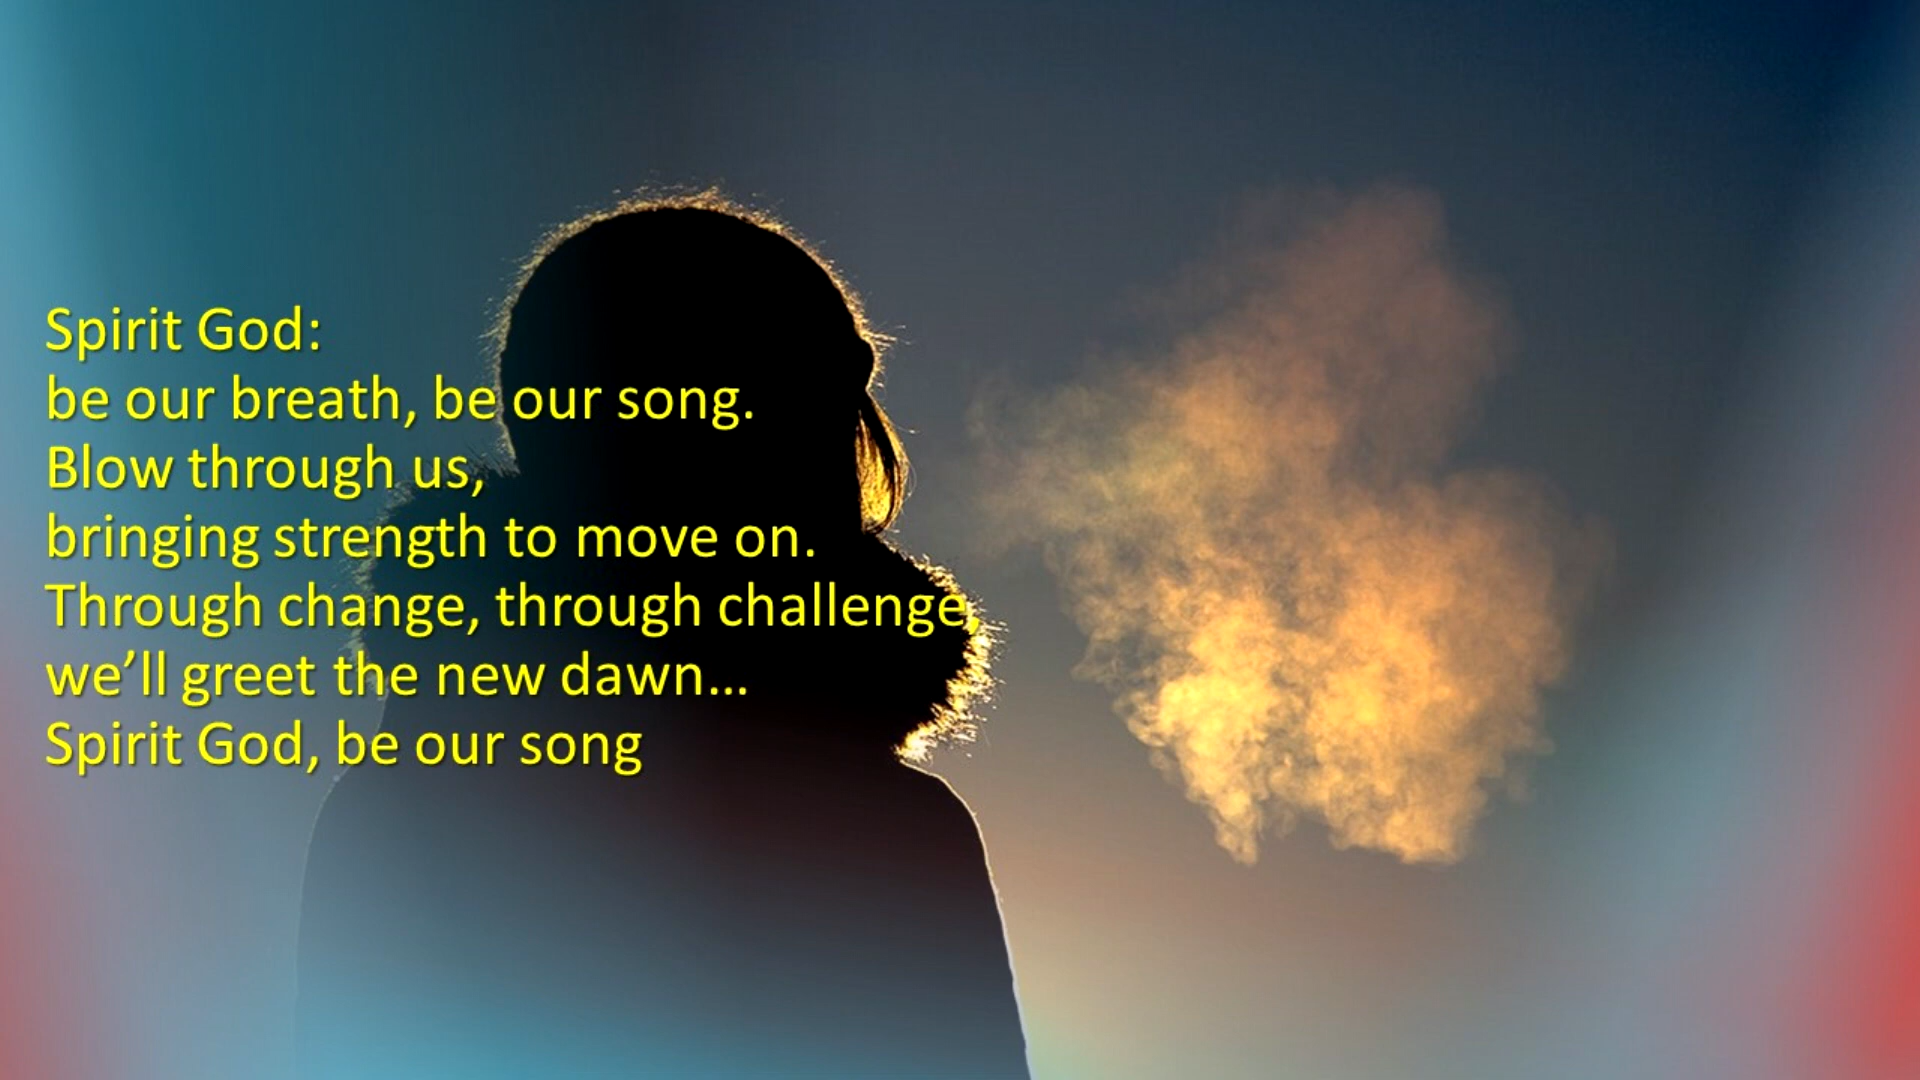 Spirit God:
be our breath, be our song.
Blow through us,
bringing strength to move on.
Through change, through challenge,
we’ll greet the new dawn…
Spirit God, be our song